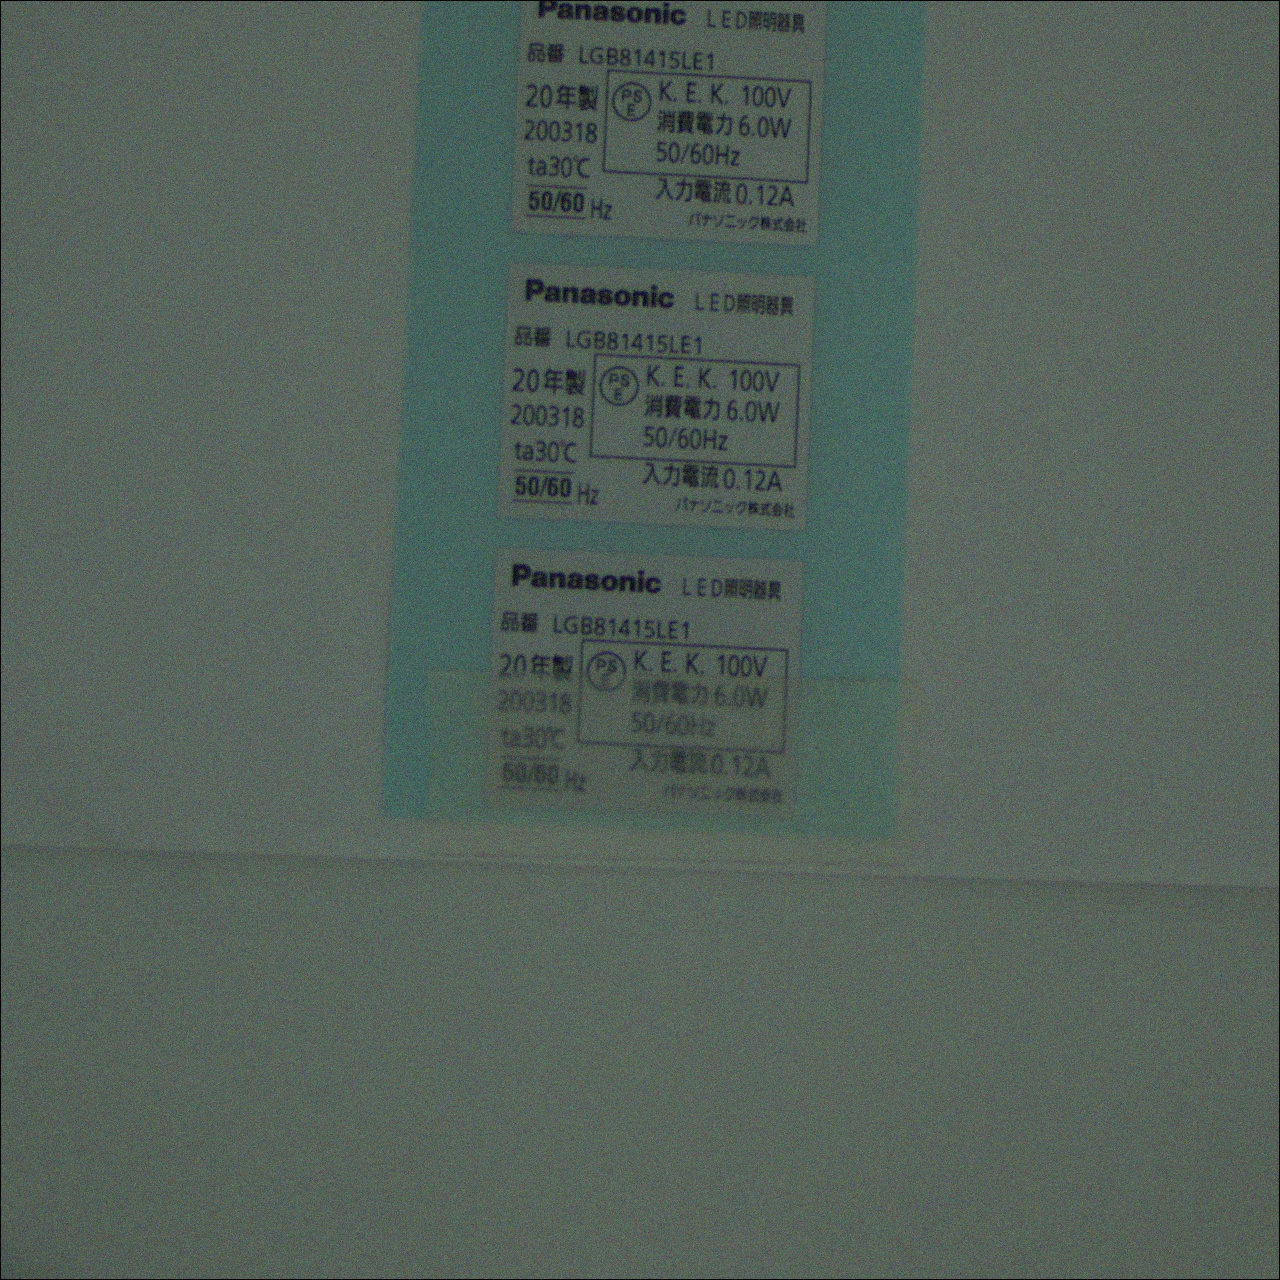 Panasonic LED照明器具
品番 LGB81415LE1
20年製
200318
ta30℃
50/60 Hz
PS
E
K. E. K. 100V
消費電力 6.0W
50/60Hz
入力電流 0.12A
パナソニック株式会社
Panasonic LED照明器具
品番 LGB81415LE1
20年製
200318
ta30℃
50/60 Hz
PS
E
K. E. K. 100V
消費電力 6.0W
50/60Hz
入力電流 0.12A
パナソニック株式会社
Panasonic LED照明器具
品番 LGB81415LE1
20年製
200318
ta30℃
50/60 Hz
PS
E
K. E. K. 100V
消費電力 6.0W
50/60Hz
入力電流 0.12A
パナソニック株式会社